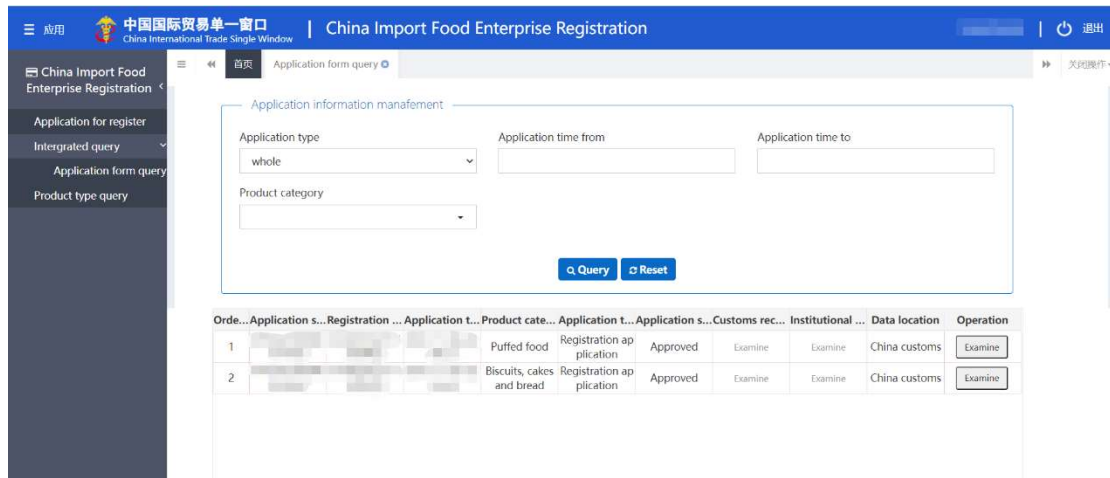 应用
中国国际贸易单一窗口
China International Trade Single Window
China Import Food Enterprise Registration
退出
China Import Food
Enterprise Registration
首页
Application form query
关闭操作
Application for register
Intergrated query
Application form query
Product type query
Application information manafement
Application type
Application time from
Application time to
whole
Product category
Query
Reset
Orde... Application s... Registration ... Application t... Product cate... Application t... Application s... Customs rec... Institutional ... Data location Operation
1 Puffed food Registration ap
plication Approved Examine Examine China customs Examine
2 Biscuits, cakes
and bread Registration ap
plication Approved Examine Examine China customs Examine